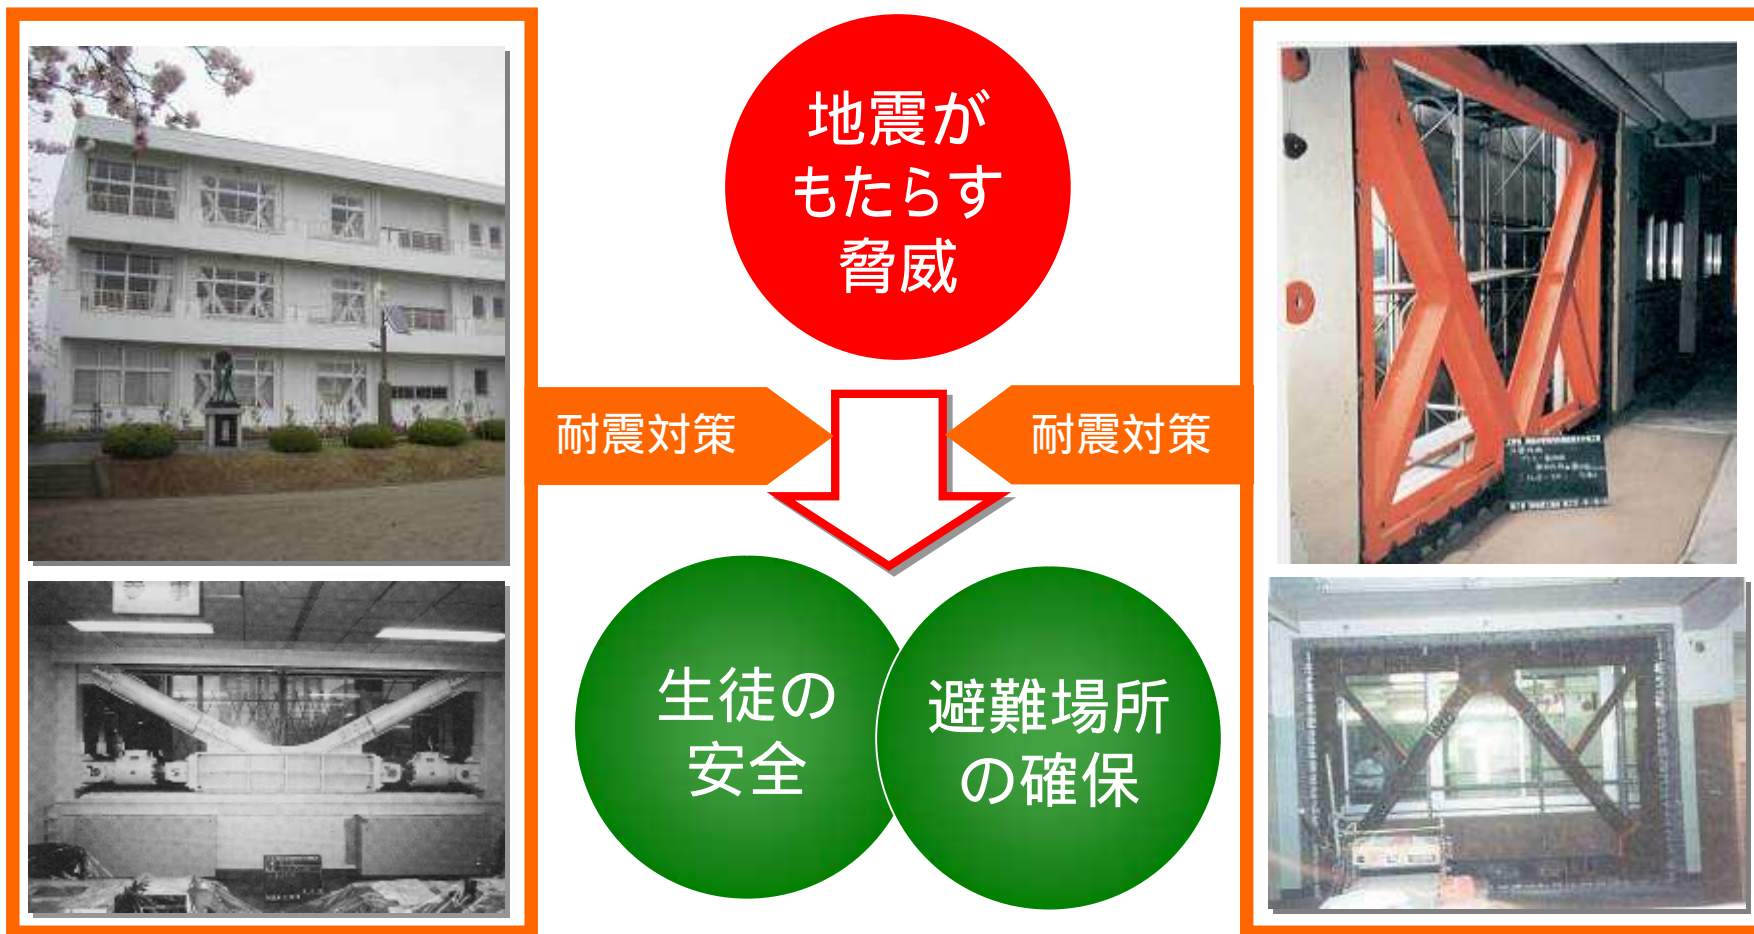 地震が
もたらす
脅威
耐震対策
耐震対策
生徒の
安全
避難場所
の確保